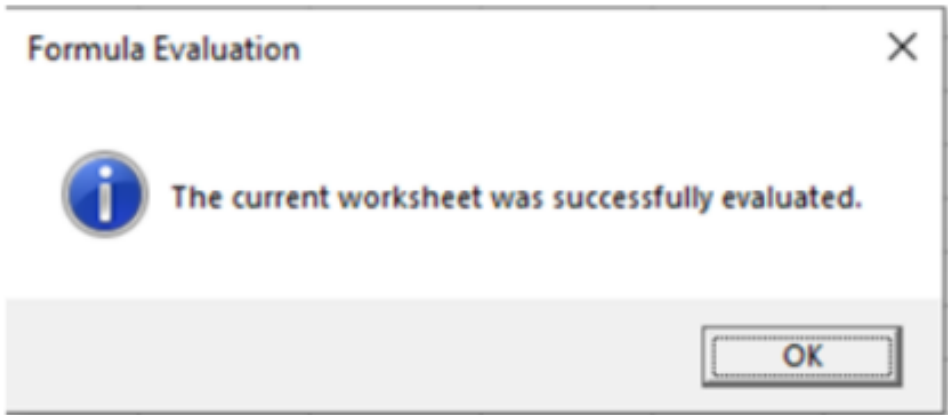 Formula Evaluation
The current worksheet was successfully evaluated.
OK